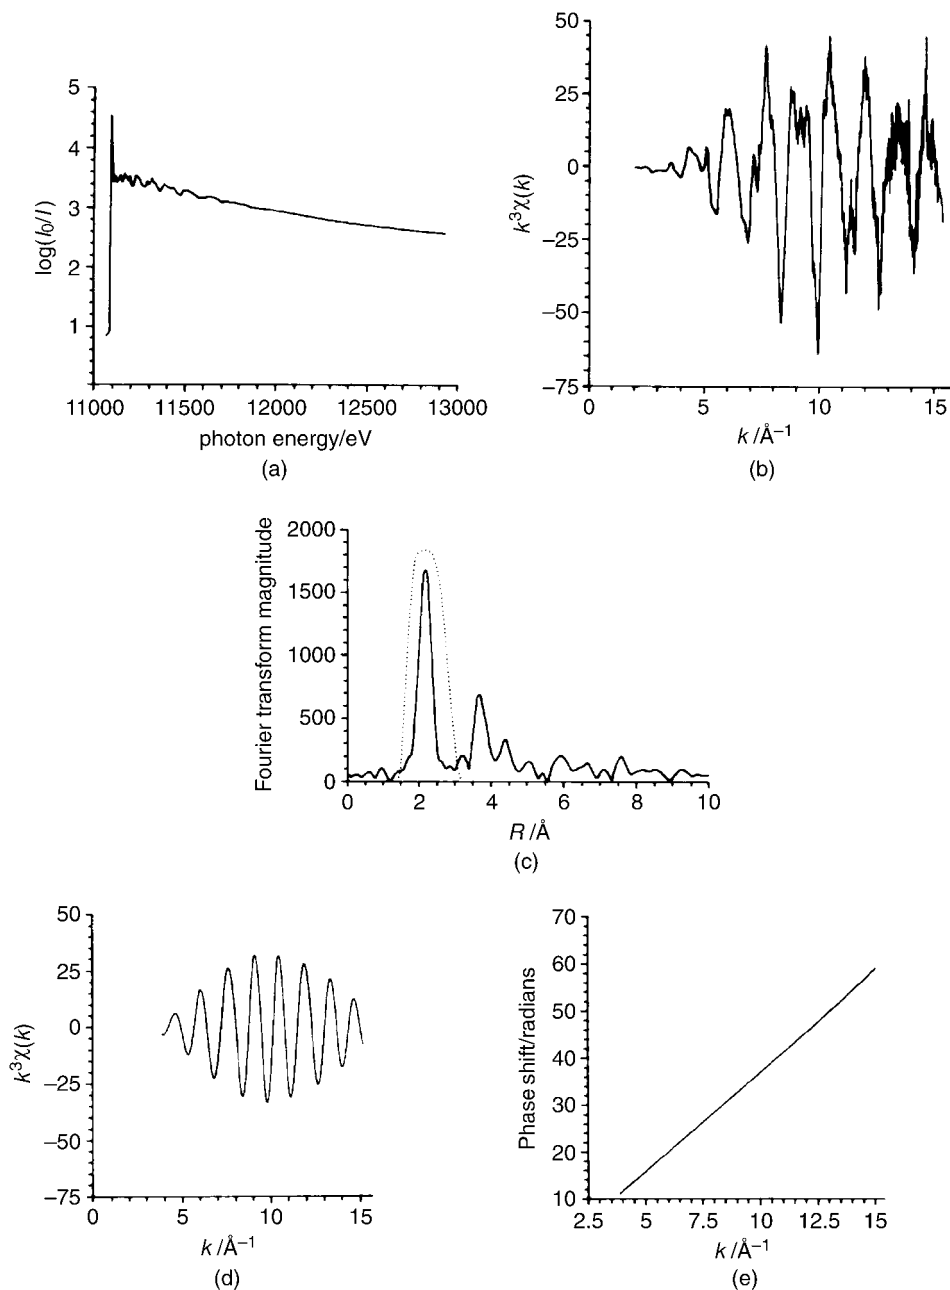 5
4
3
2
1
log(I₀/I)
11000 11500 12000 12500 13000
photon energy/eV
(a)
50
25
0
−25
−50
−75
k³χ(k)
0 5 10 15
k /Å⁻¹
(b)
2000
1500
1000
500
0
Fourier transform magnitude
0 2 4 6 8 10
R /Å
(c)
50
25
0
−25
−50
−75
k³χ(k)
0 5 10 15
k /Å⁻¹
(d)
70
60
50
40
30
20
10
Phase shift/radians
2.5 5 7.5 10 12.5 15
k /Å⁻¹
(e)